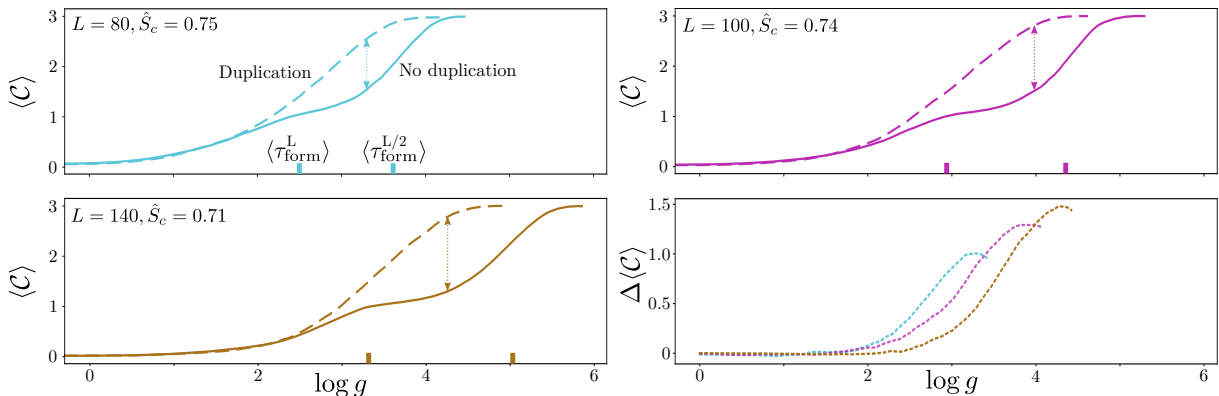 L = 80, Ŝ_c = 0.75
⟨𝒞⟩
3
2
1
0
Duplication
No duplication
⟨τ_form^L⟩
⟨τ_form^{L/2}⟩
L = 100, Ŝ_c = 0.74
⟨𝒞⟩
3
2
1
0
L = 140, Ŝ_c = 0.71
⟨𝒞⟩
3
2
1
0
0 2 4 6
log g
Δ⟨𝒞⟩
1.5
1.0
0.5
0
0 2 4 6
log g